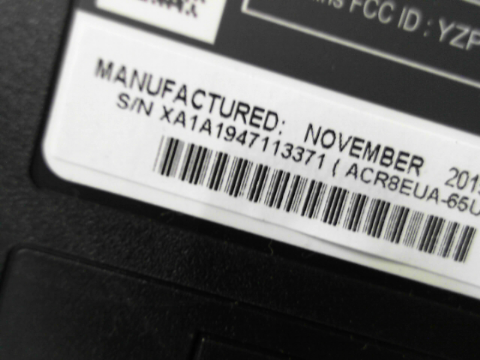 FCC ID : YZP
MANUFACTURED: NOVEMBER 201
S/N XA1A1947113371 ( ACR8EUA-65U